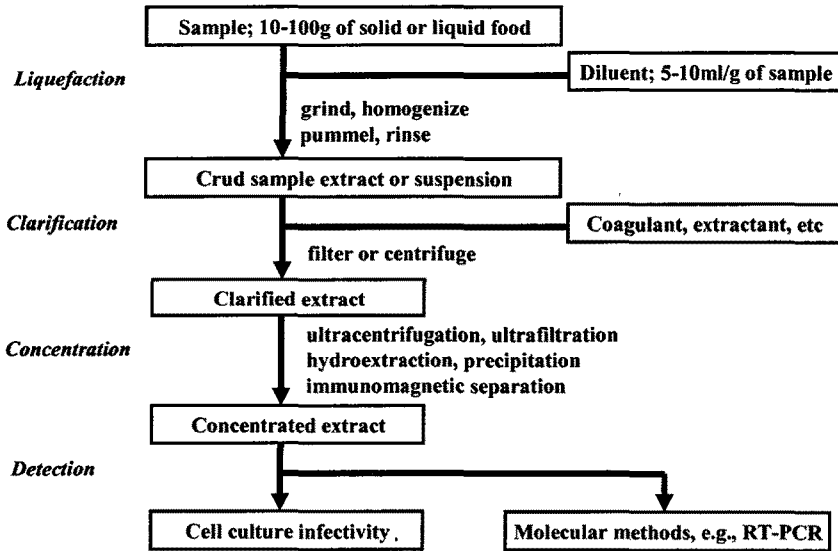 Sample; 10-100g of solid or liquid food
Liquefaction
Diluent; 5-10ml/g of sample
grind, homogenize
pummel, rinse
Crud sample extract or suspension
Clarification
Coagulant, extractant, etc
filter or centrifuge
Clarified extract
Concentration
ultracentrifugation, ultrafiltration
hydroextraction, precipitation
immunomagnetic separation
Concentrated extract
Detection
Cell culture infectivity
Molecular methods, e.g., RT-PCR